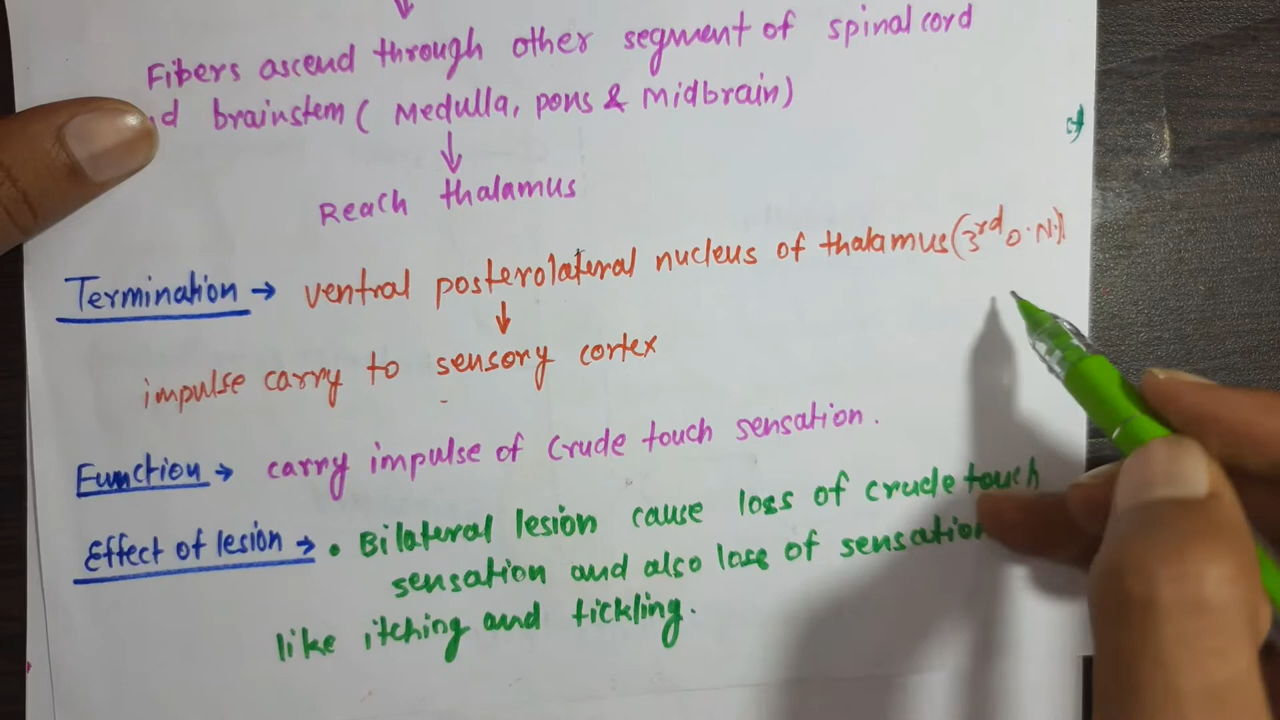 Fibers ascend through other segment of spinal cord
d brainstem ( Medulla, pons & Midbrain)
Reach thalamus
Termination → ventral posterolateral nucleus of thalamus (3rd O.N.)
↓
impulse carry to sensory cortex
Function → carry impulse of crude touch sensation.
Effect of lesion → • Bilateral lesion cause loss of crude touch
sensation and also loss of sensation
like itching and tickling.